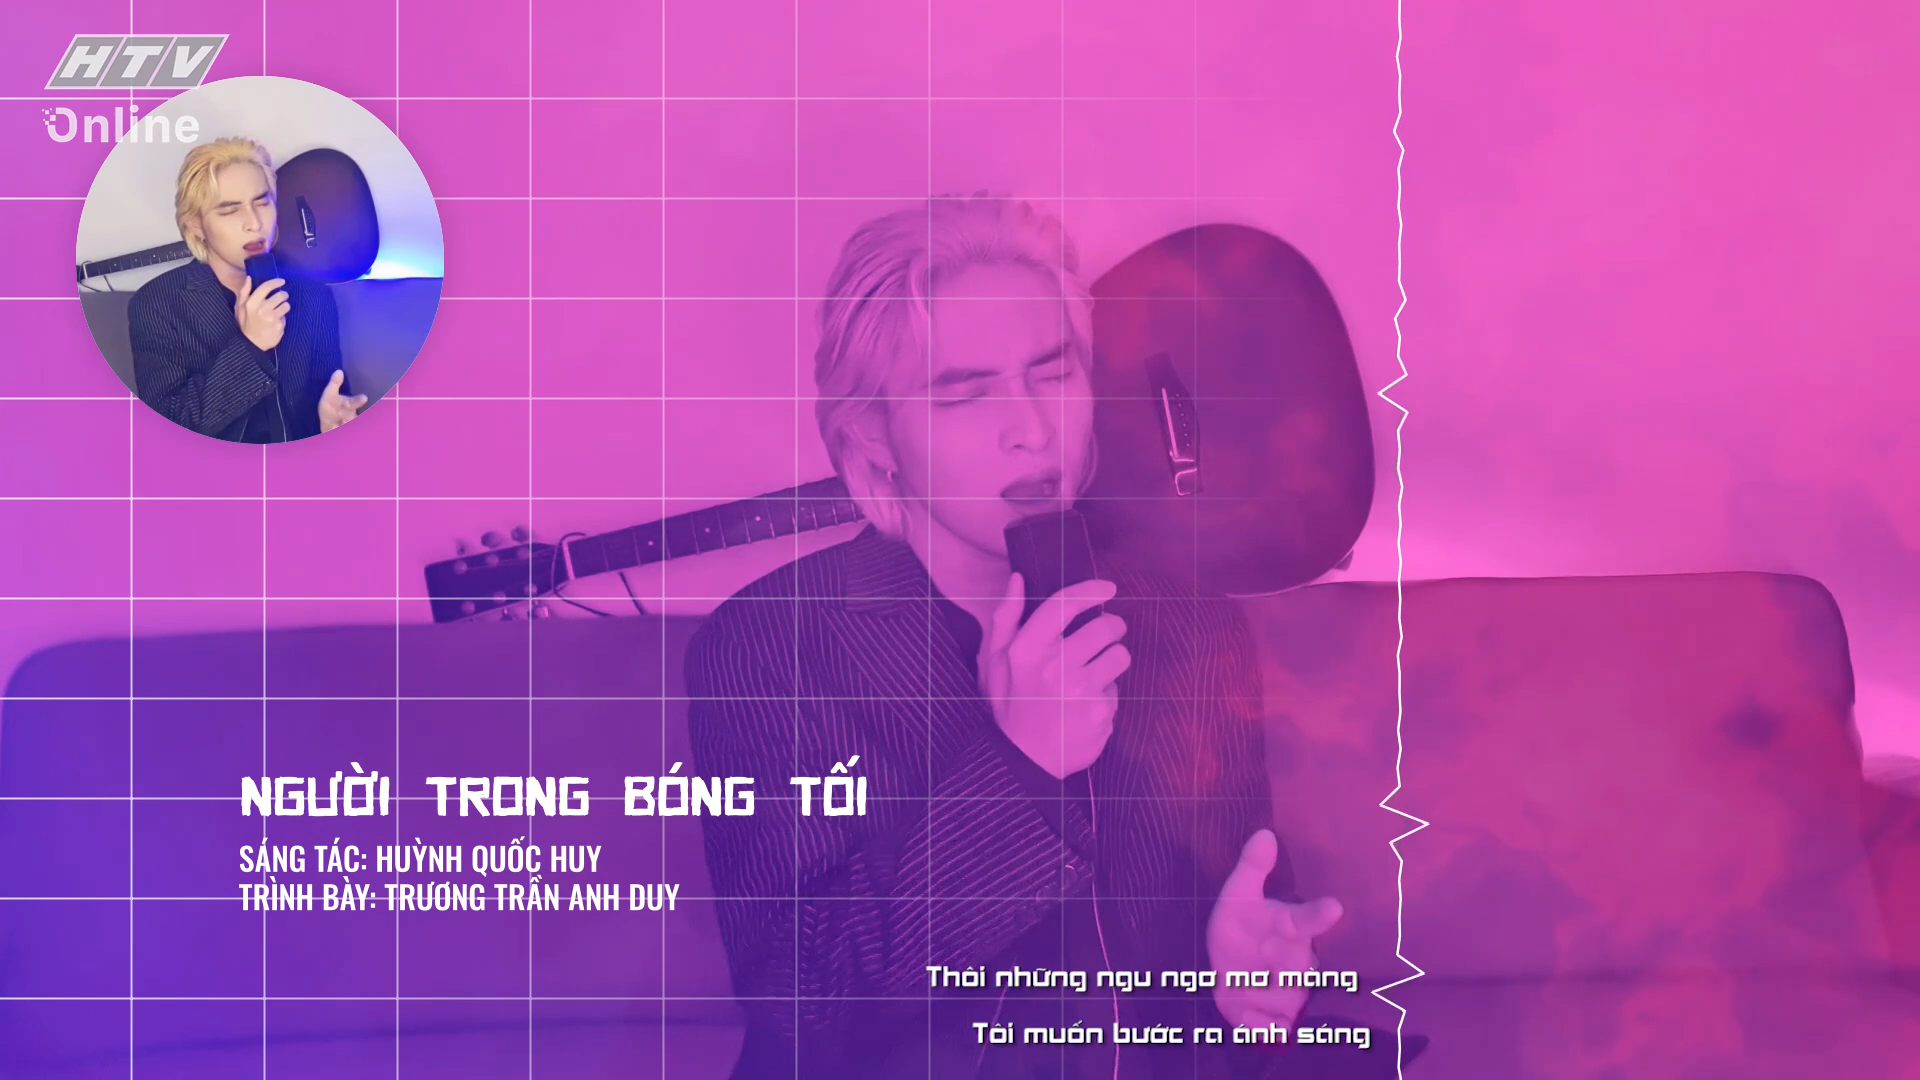 HTV
Online
NGƯỜI TRONG BÓNG TỐI
SÁNG TÁC: HUỲNH QUỐC HUY
TRÌNH BÀY: TRƯƠNG TRẦN ANH DUY
Thôi những ngu ngơ mơ màng
Tôi muốn bước ra ánh sáng